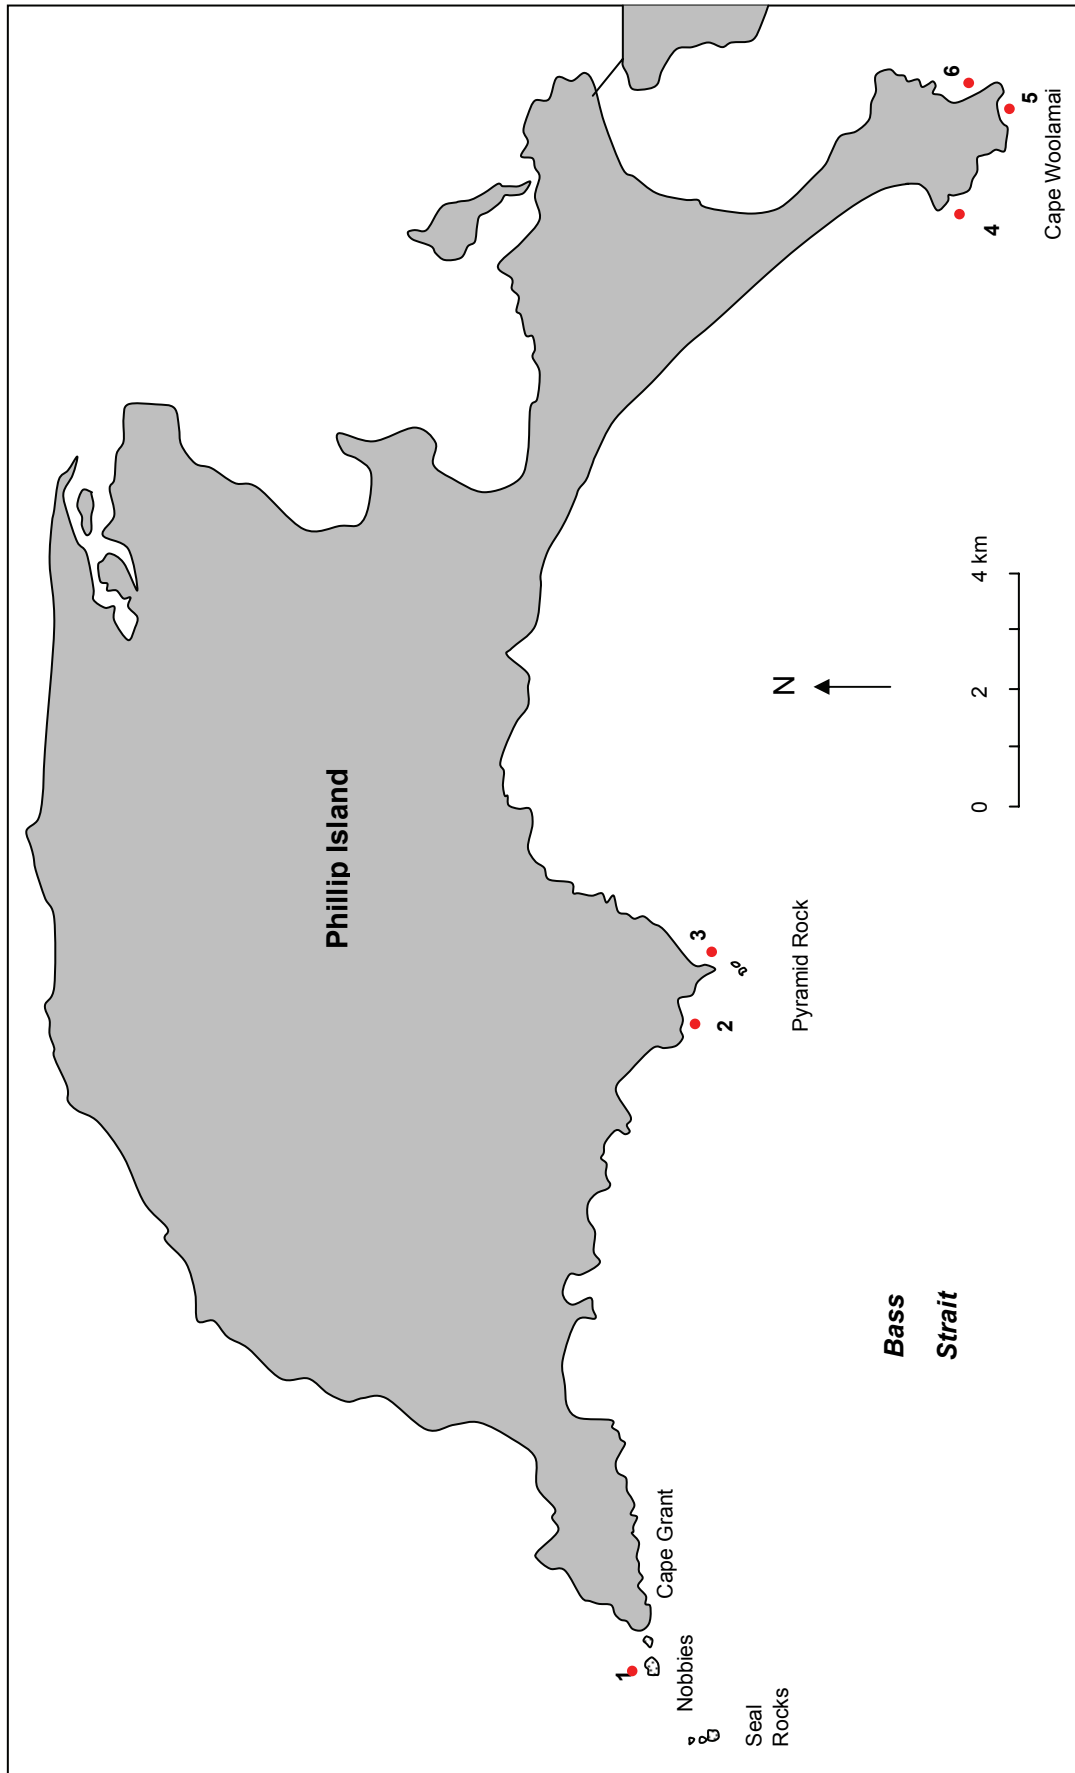 Phillip Island
1
Nobbies
Seal
Rocks
Cape Grant
2
3
Pyramid Rock
Bass
Strait
N
0
2
4 km
4
5
6
Cape Woolamai